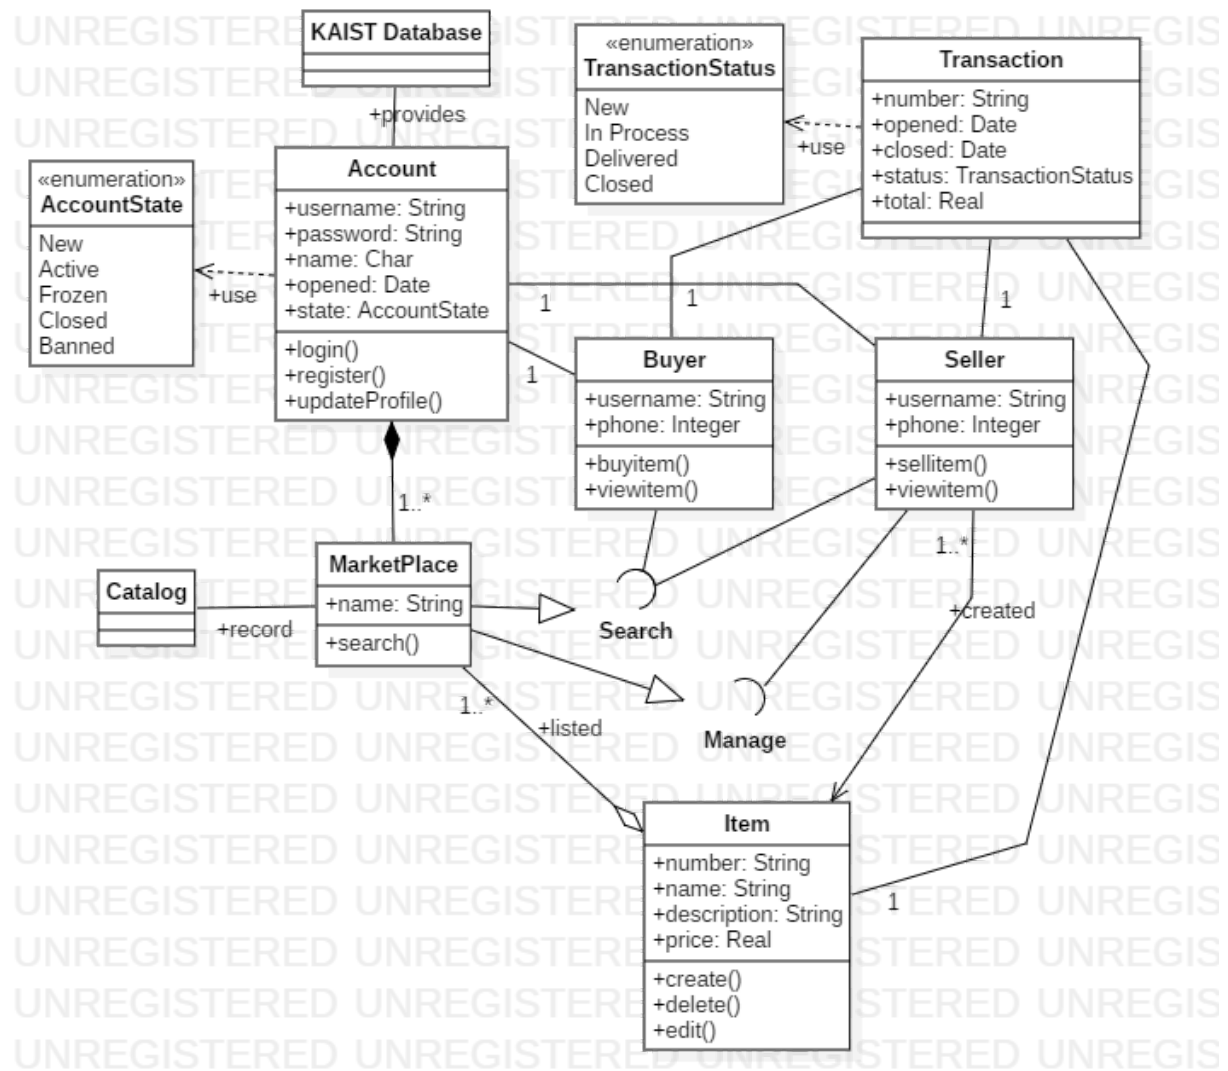 KAIST Database
+provides
«enumeration»
TransactionStatus
New
In Process
Delivered
Closed
+use
Transaction
+number: String
+opened: Date
+closed: Date
+status: TransactionStatus
+total: Real
«enumeration»
AccountState
New
Active
Frozen
Closed
Banned
+use
Account
+username: String
+password: String
+name: Char
+opened: Date
+state: AccountState
+login()
+register()
+updateProfile()
1
1
1
1
Buyer
+username: String
+phone: Integer
+buyitem()
+viewitem()
Seller
+username: String
+phone: Integer
+sellitem()
+viewitem()
1..*
1..*
+created
Catalog
+record
MarketPlace
+name: String
+search()
Search
Manage
1..*
+listed
Item
+number: String
+name: String
+description: String
+price: Real
+create()
+delete()
+edit()
1
UNREGISTERED UNREGISTERED UNREGISTERED UNREGIS